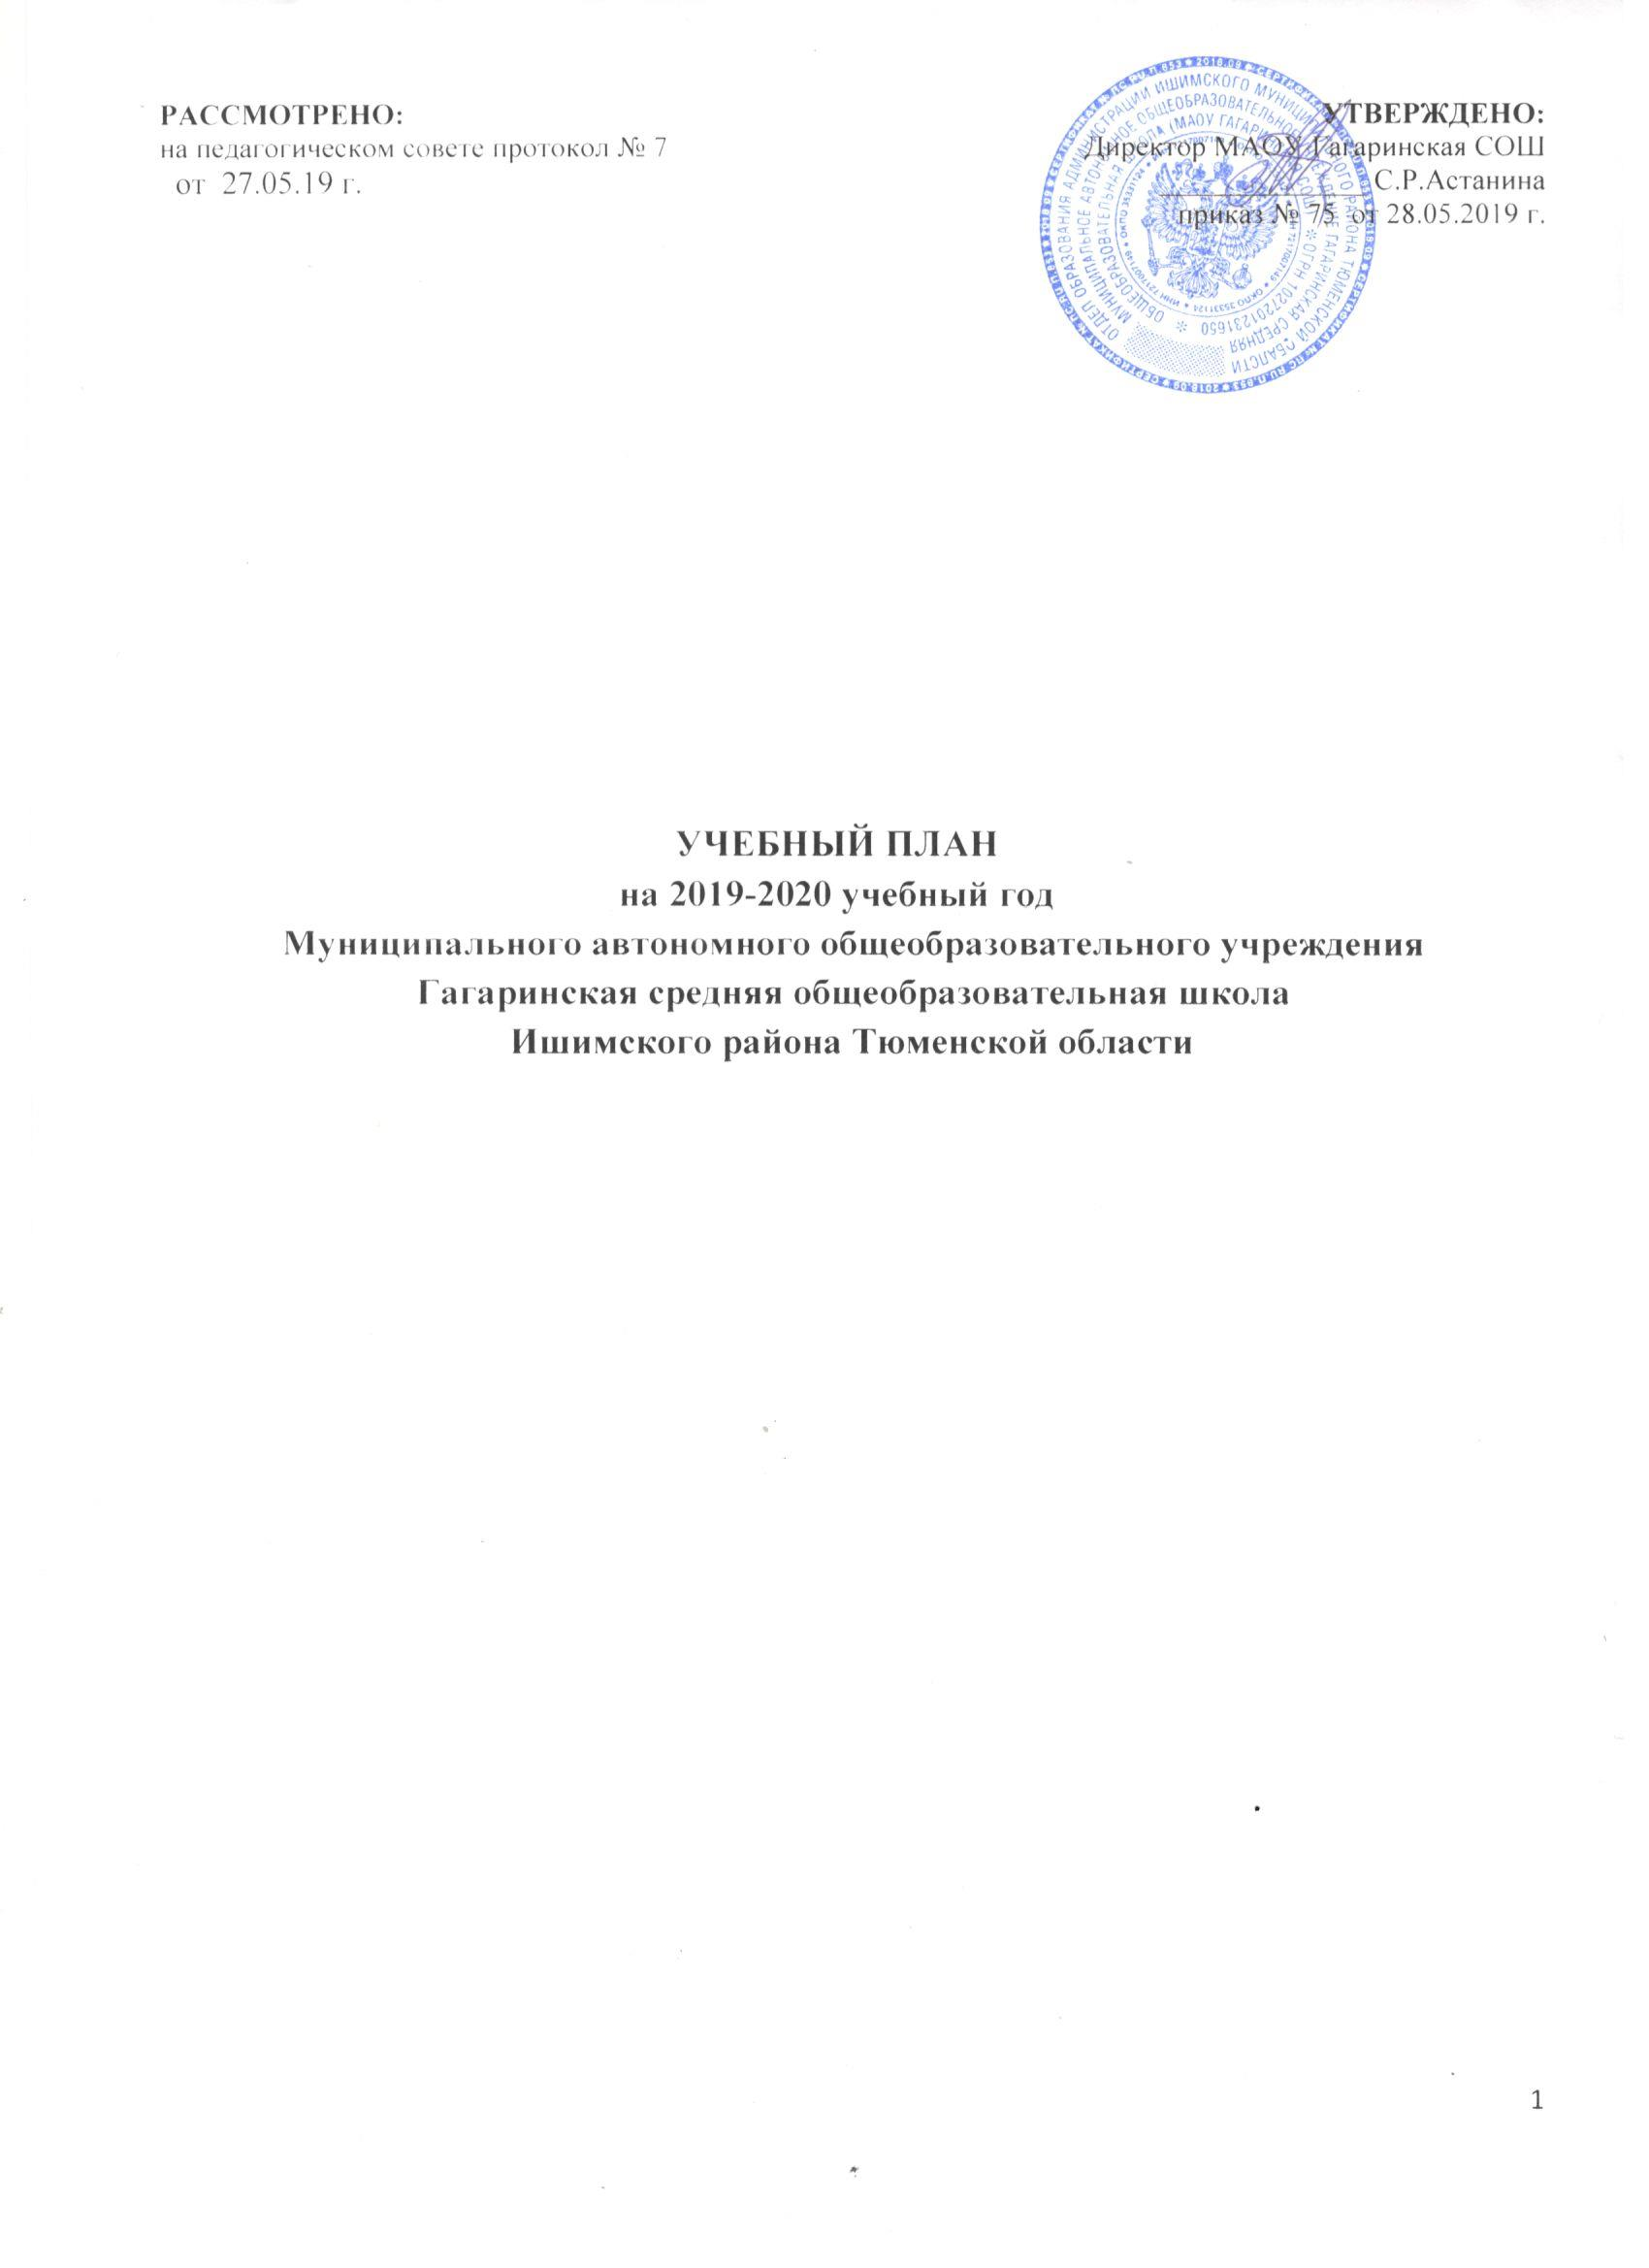 РАССМОТРЕНО:
на педагогическом совете протокол № 7
от 27.05.19 г.
УТВЕРЖДЕНО:
Директор МАОУ Гагаринская СОШ
С.Р.Астанина
приказ № 75 от 28.05.2019 г.
УЧЕБНЫЙ ПЛАН
на 2019-2020 учебный год
Муниципального автономного общеобразовательного учреждения
Гагаринская средняя общеобразовательная школа
Ишимского района Тюменской области
1